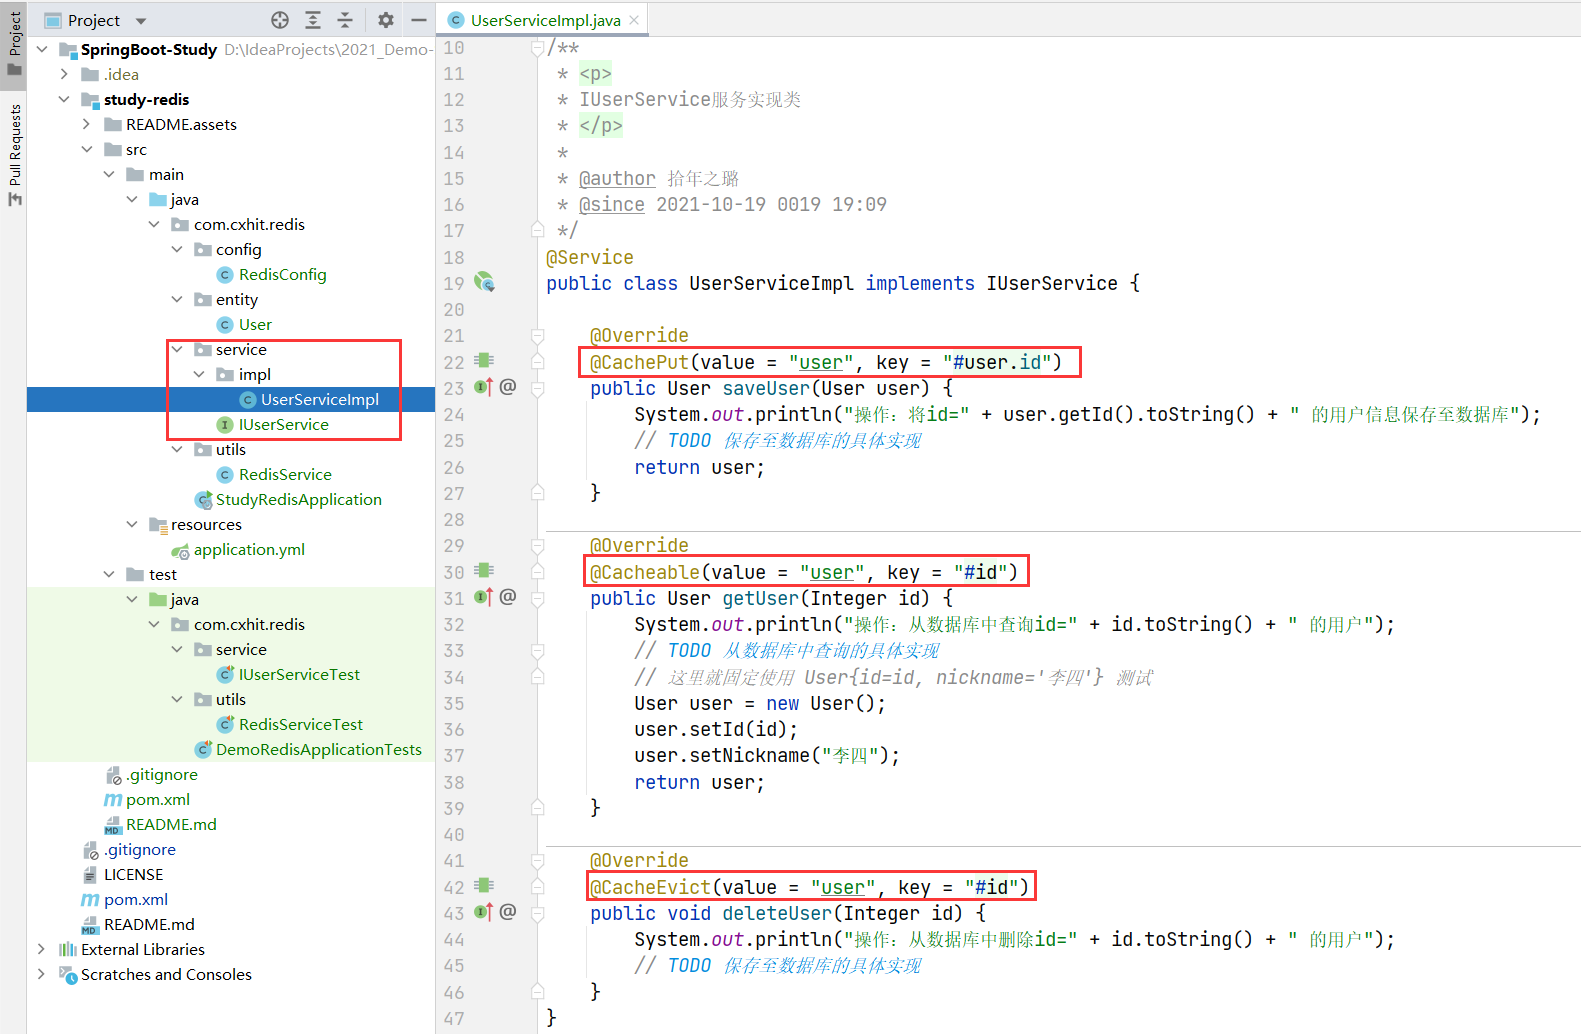 Project
UserServiceImpl.java
Project
Pull Requests
SpringBoot-Study D:\IdeaProjects\2021_Demo-
.idea
study-redis
README.assets
src
main
java
com.cxhit.redis
config
RedisConfig
entity
User
service
impl
UserServiceImpl
IUserService
utils
RedisService
StudyRedisApplication
resources
application.yml
test
java
com.cxhit.redis
service
IUserServiceTest
utils
RedisServiceTest
DemoRedisApplicationTests
.gitignore
pom.xml
README.md
.gitignore
LICENSE
pom.xml
README.md
External Libraries
Scratches and Consoles
10 /**
11 * <p>
12 * IUserService服务实现类
13 * </p>
14 *
15 * @author 拾年之璐
16 * @since 2021-10-19 0019 19:09
17 */
18 @Service
19 public class UserServiceImpl implements IUserService {
20
21 @Override
22 @CachePut(value = "user", key = "#user.id")
23 public User saveUser(User user) {
24 System.out.println("操作：将id=" + user.getId().toString() + " 的用户信息保存至数据库");
25 // TODO 保存至数据库的具体实现
26 return user;
27 }
28
29 @Override
30 @Cacheable(value = "user", key = "#id")
31 public User getUser(Integer id) {
32 System.out.println("操作：从数据库中查询id=" + id.toString() + " 的用户");
33 // TODO 从数据库中查询的具体实现
34 // 这里就固定使用 User{id=id, nickname='李四'} 测试
35 User user = new User();
36 user.setId(id);
37 user.setNickname("李四");
38 return user;
39 }
40
41 @Override
42 @CacheEvict(value = "user", key = "#id")
43 public void deleteUser(Integer id) {
44 System.out.println("操作：从数据库中删除id=" + id.toString() + " 的用户");
45 // TODO 保存至数据库的具体实现
46 }
47 }